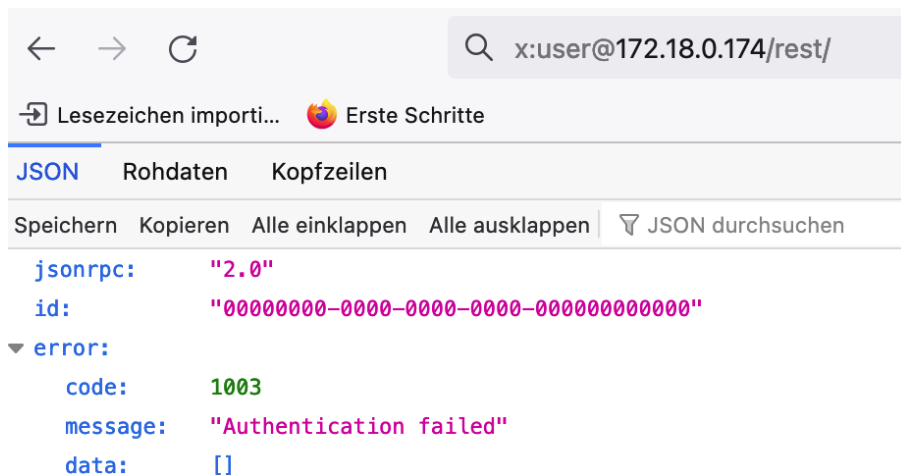 x:user@172.18.0.174/rest/
Lesezeichen importi... Erste Schritte
JSON Rohdaten Kopfzeilen
Speichern Kopieren Alle einklappen Alle ausklappen JSON durchsuchen
jsonrpc: "2.0"
id: "00000000-0000-0000-0000-000000000000"
error:
code: 1003
message: "Authentication failed"
data: []